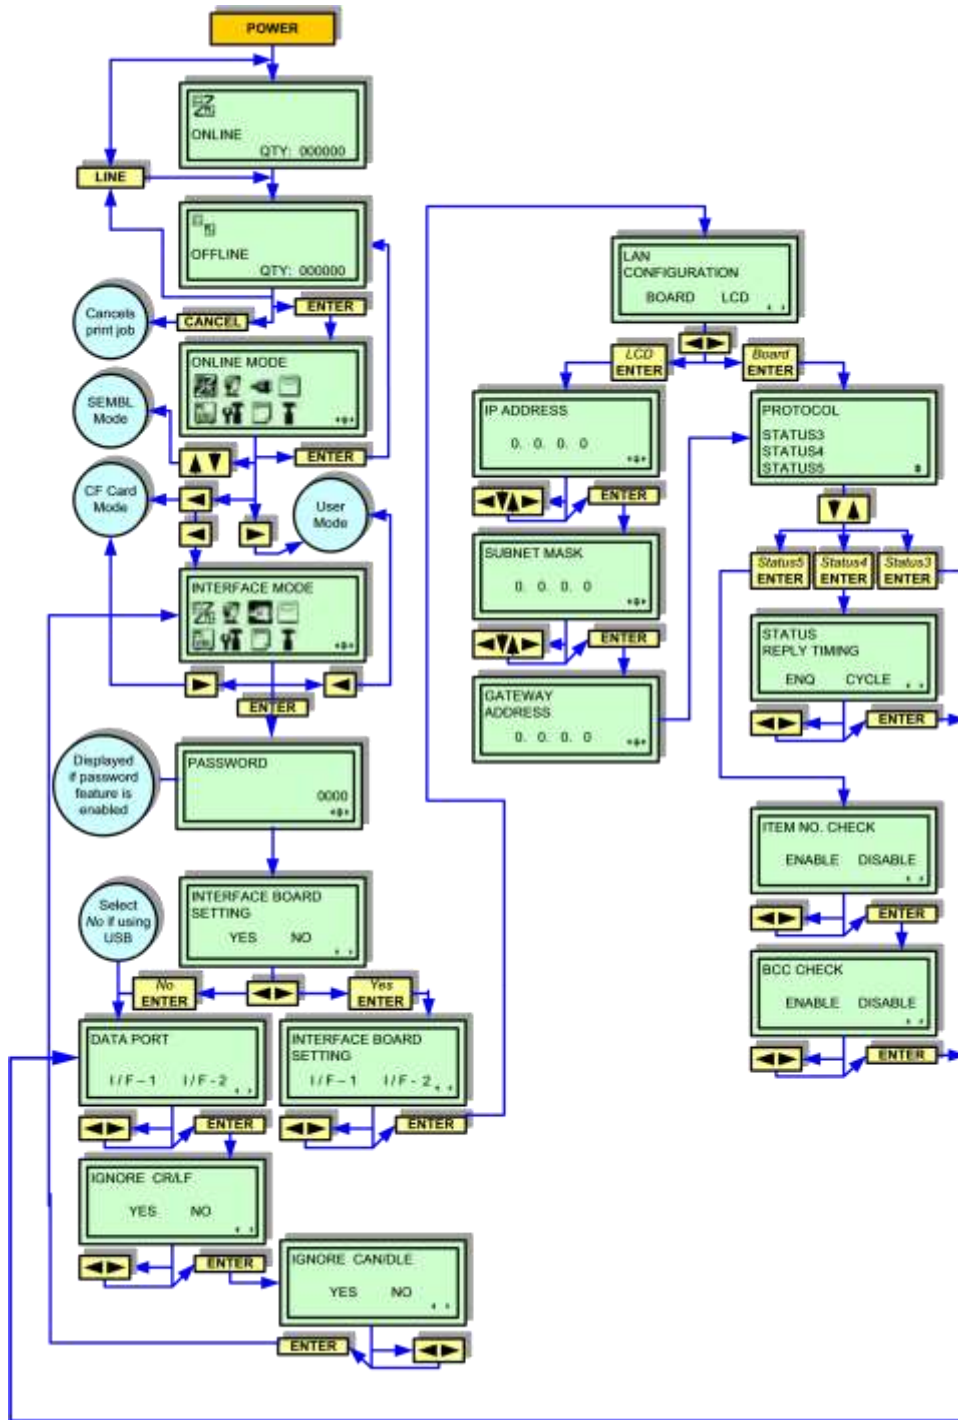 POWER
ONLINE
QTY: 000000
LINE
OFFLINE
QTY: 000000
ENTER
CANCEL
Cancels
print job
ONLINE MODE
SEMBL
Mode
ENTER
CF Card
Mode
User
Mode
INTERFACE MODE
ENTER
Displayed
if password
feature is
enabled
PASSWORD
0000
INTERFACE BOARD
SETTING
YES NO
Select
No if using
USB
No
ENTER
Yes
ENTER
DATA PORT
I/F-1 I/F-2
INTERFACE BOARD
SETTING
I/F-1 I/F-2
ENTER
ENTER
IGNORE CR/LF
YES NO
ENTER
IGNORE CAN/DLE
YES NO
ENTER
LAN
CONFIGURATION
BOARD LCD
LCD
ENTER
Board
ENTER
IP ADDRESS
0. 0. 0. 0
ENTER
SUBNET MASK
0. 0. 0. 0
ENTER
GATEWAY
ADDRESS
0. 0. 0. 0
PROTOCOL
STATUS3
STATUS4
STATUS5
Status5
ENTER
Status4
ENTER
Status3
ENTER
STATUS
REPLY TIMING
ENQ CYCLE
ENTER
ITEM NO. CHECK
ENABLE DISABLE
ENTER
BCC CHECK
ENABLE DISABLE
ENTER